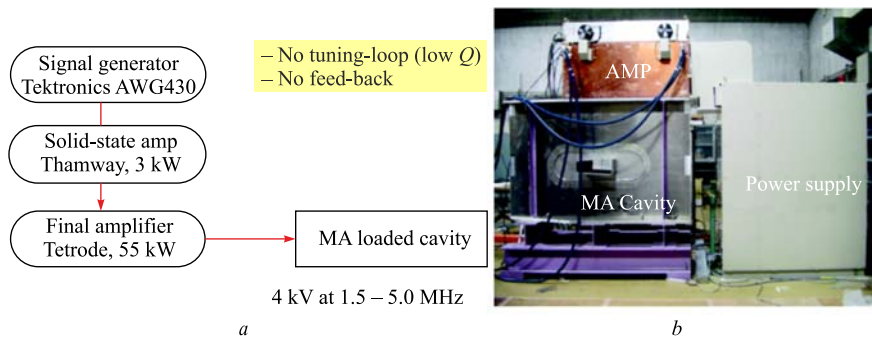 Signal generator
Tektronics AWG430
– No tuning-loop (low Q)
– No feed-back
Solid-state amp
Thamway, 3 kW
Final amplifier
Tetrode, 55 kW
MA loaded cavity
4 kV at 1.5 – 5.0 MHz
a
AMP
MA Cavity
Power supply
b